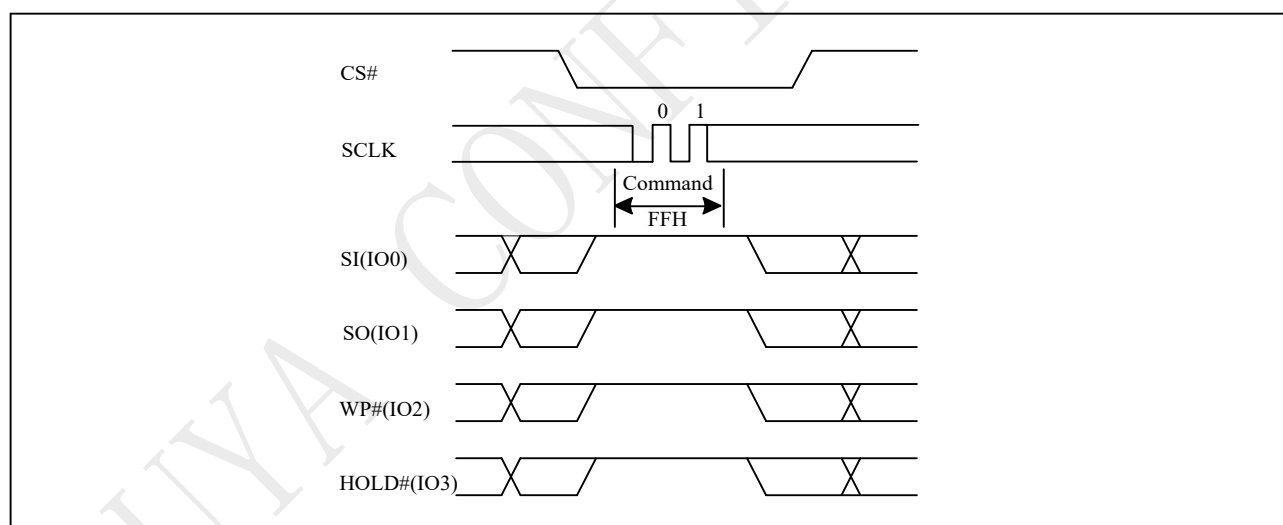 CS#
0 1
SCLK
Command
FFH
SI(IO0)
SO(IO1)
WP#(IO2)
HOLD#(IO3)